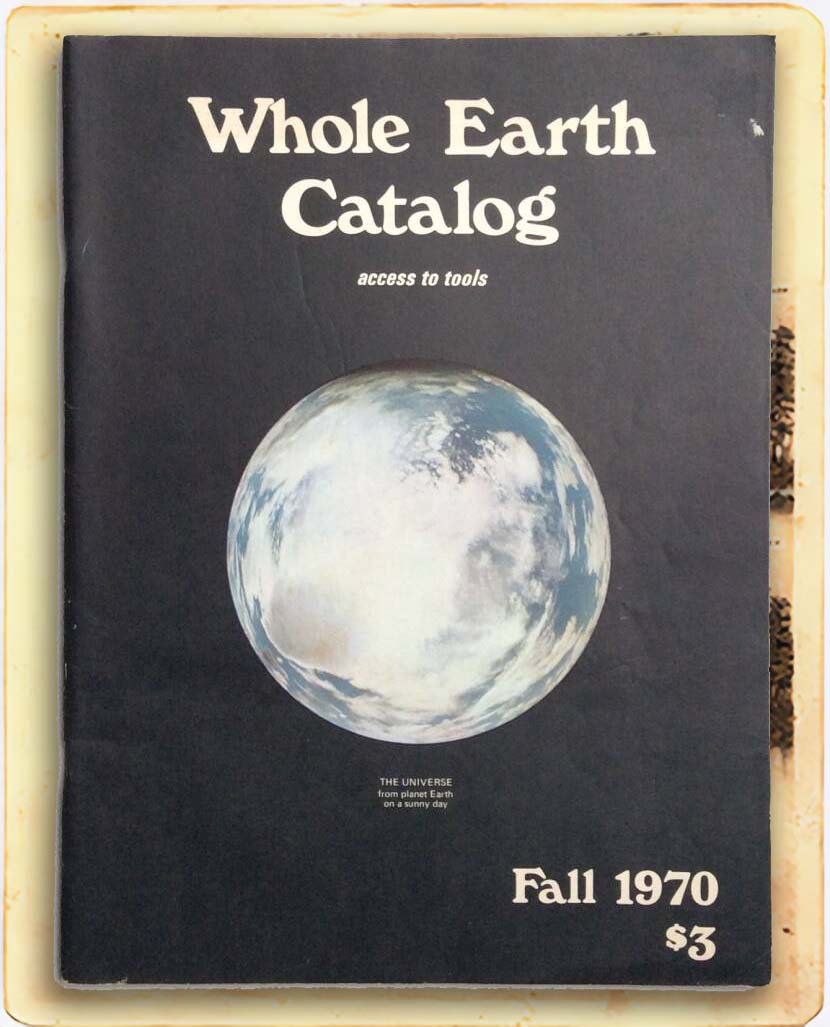 Whole Earth
Catalog
access to tools
THE UNIVERSE
from planet Earth
on a sunny day
Fall 1970
$3